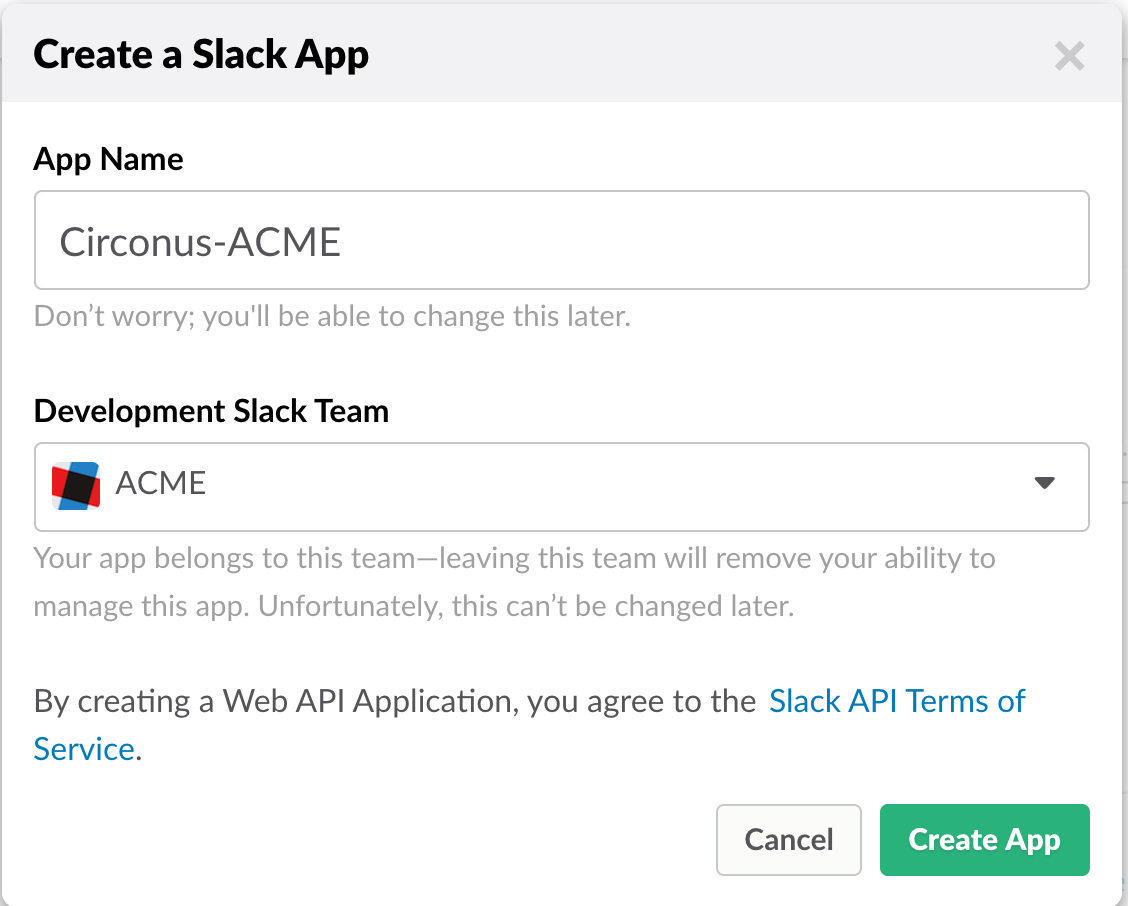 Create a Slack App
App Name
Circonus-ACME
Don’t worry; you'll be able to change this later.
Development Slack Team
ACME
Your app belongs to this team—leaving this team will remove your ability to
manage this app. Unfortunately, this can’t be changed later.
By creating a Web API Application, you agree to the Slack API Terms of
Service.
Cancel
Create App